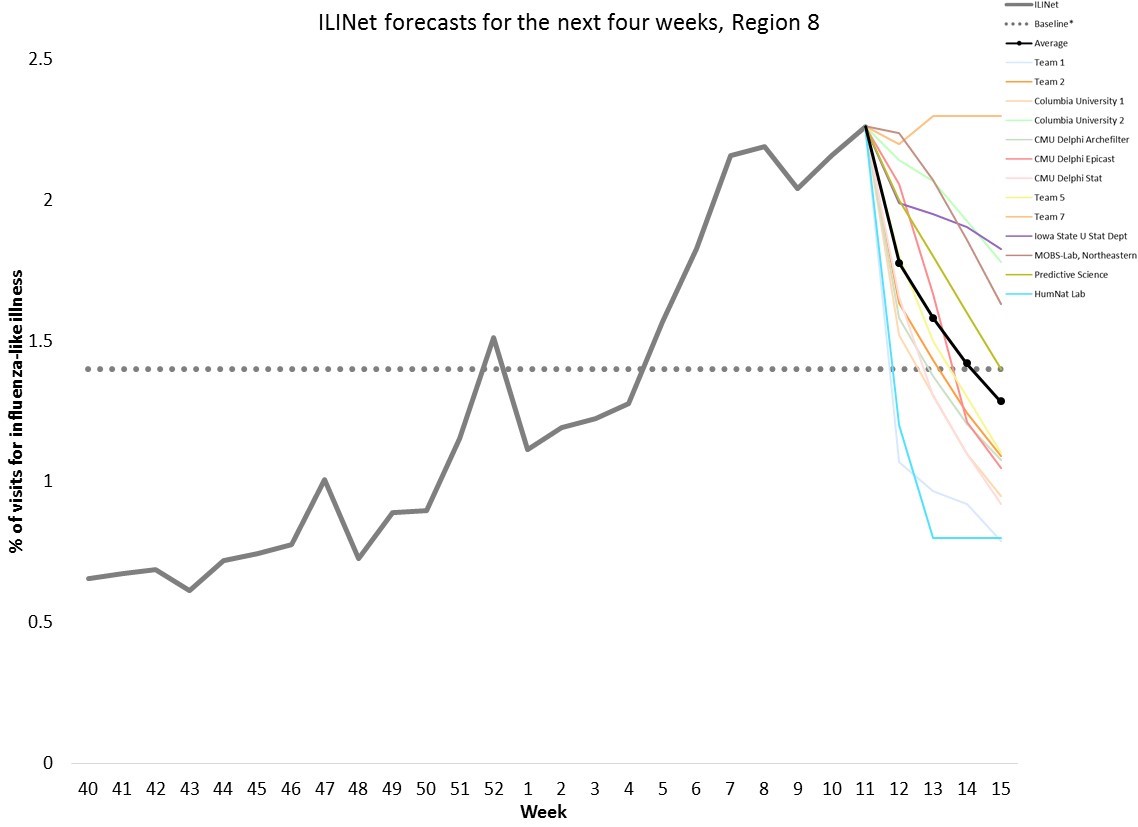 ILINet forecasts for the next four weeks, Region 8
ILINet
Baseline*
Average
Team 1
Team 2
Columbia University 1
Columbia University 2
CMU Delphi Archefilter
CMU Delphi Epicast
CMU Delphi Stat
Team 5
Team 7
Iowa State U Stat Dept
MOBS-Lab, Northeastern
Predictive Science
HumNat Lab
% of visits for influenza-like illness
2.5
2
1.5
1
0.5
0
40 41 42 43 44 45 46 47 48 49 50 51 52 1 2 3 4 5 6 7 8 9 10 11 12 13 14 15
Week